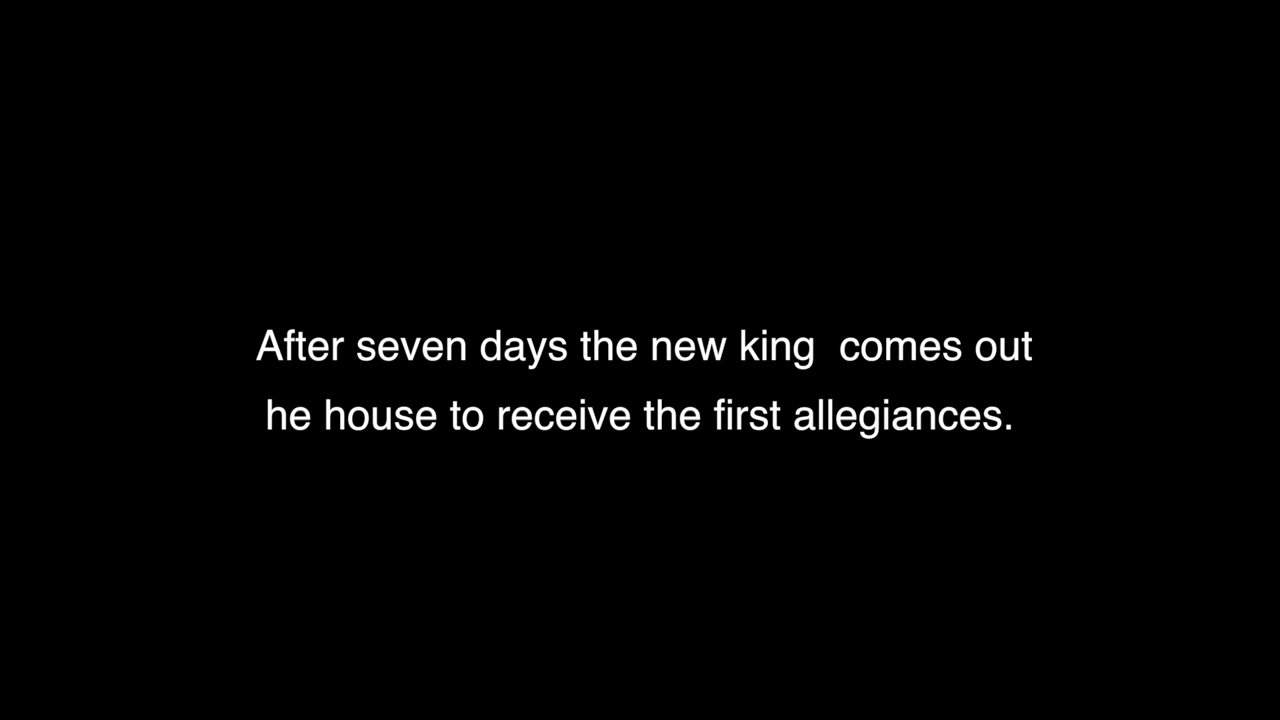 After seven days the new king  comes out
he house to receive the first allegiances.